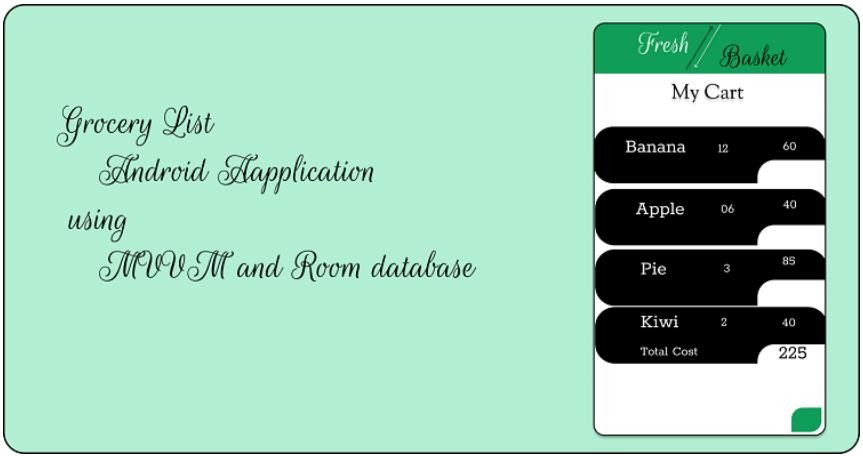 Grocery List
Android Aapplication
using
MVVM and Room database
Fresh
Basket
My Cart
Banana 12 60
Apple 06 40
Pie 3 85
Kiwi 2 40
Total Cost 225